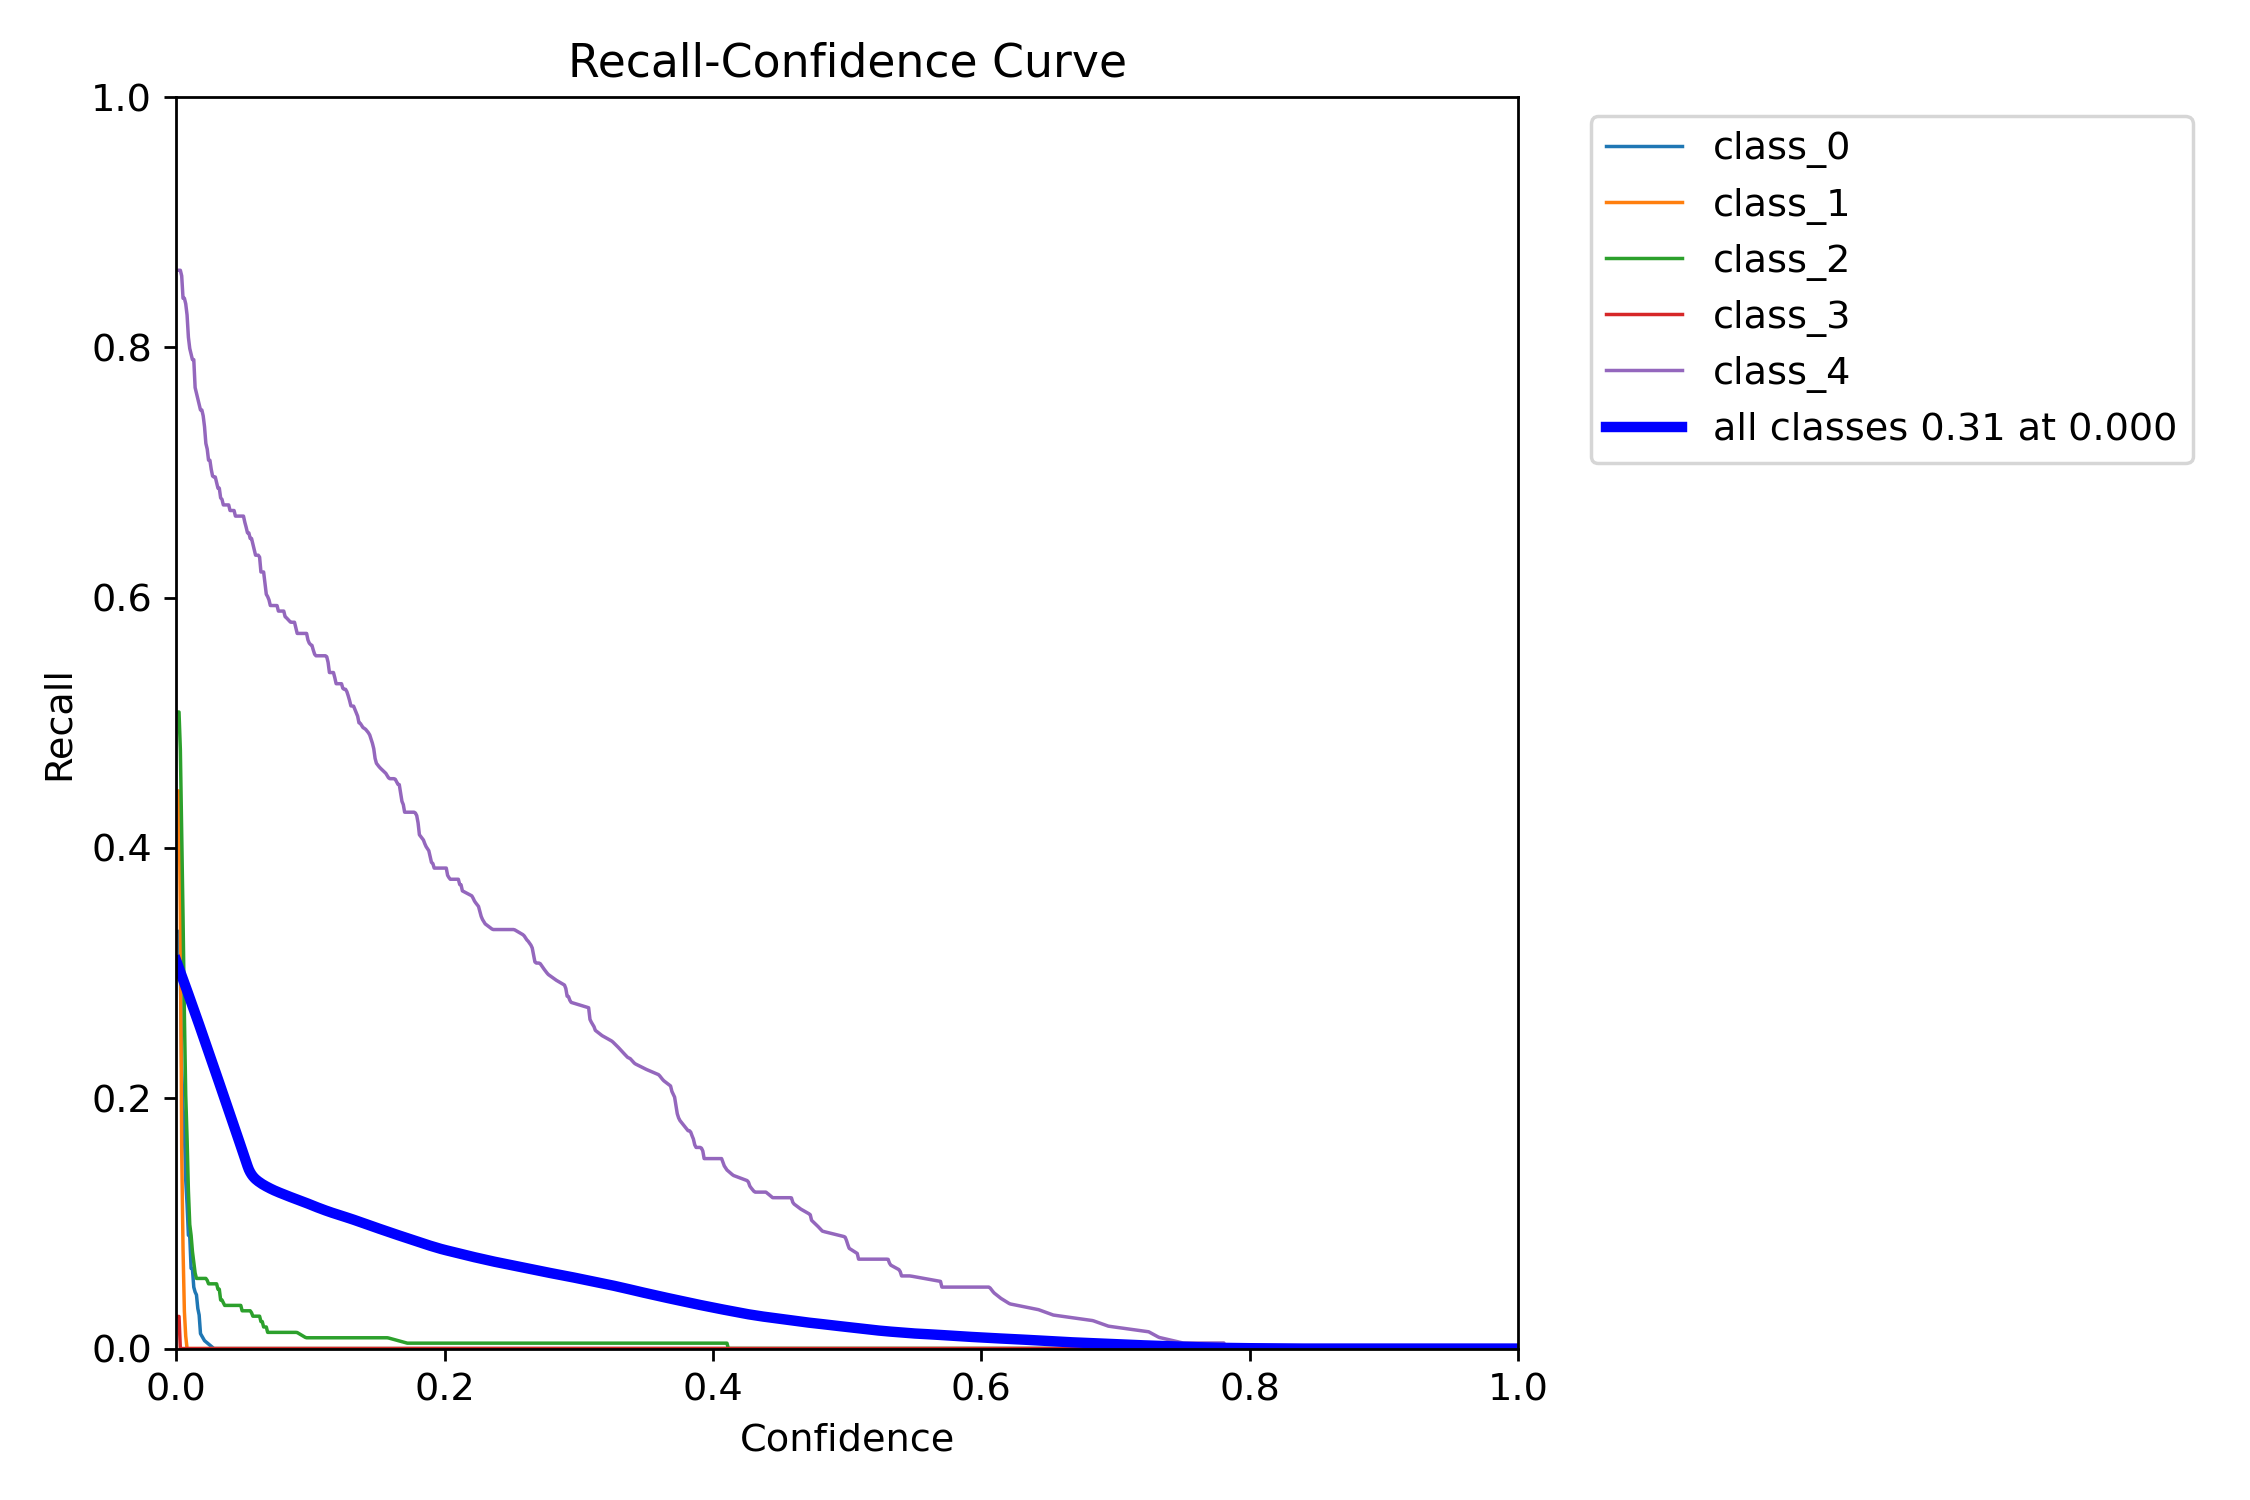 Recall-Confidence Curve
1.0
0.8
0.6
0.4
0.2
0.0
Recall
0.0 0.2 0.4 0.6 0.8 1.0
Confidence
class_0
class_1
class_2
class_3
class_4
all classes 0.31 at 0.000